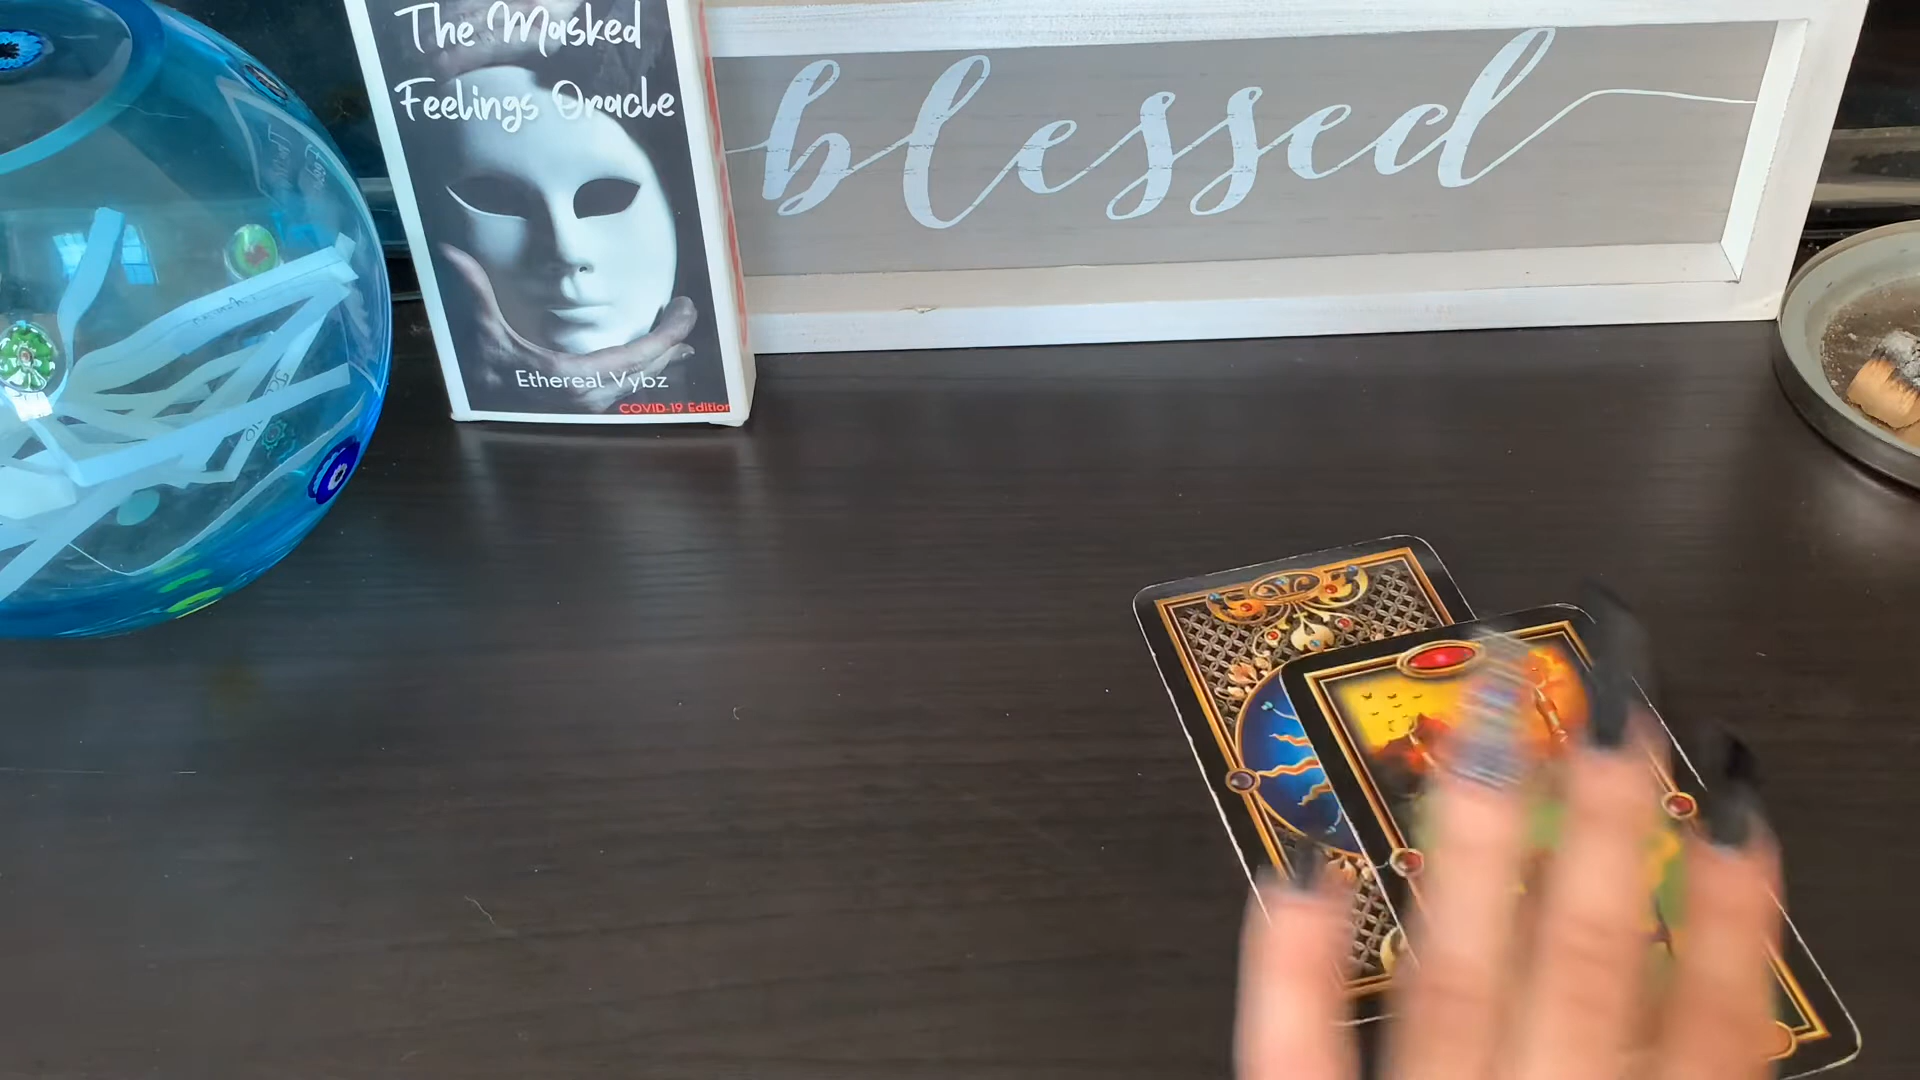 The Masked
Feelings Oracle
Ethereal Vybz
COVID-19 Edition
blessed